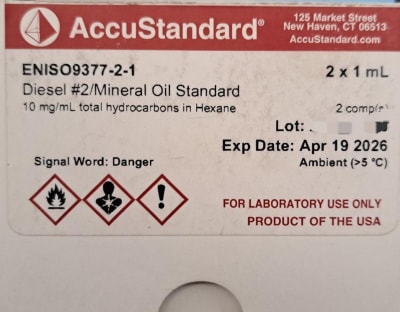 AccuStandard®
125 Market Street
New Haven, CT 06513
AccuStandard.com
ENISO9377-2-1
2 x 1 mL
Diesel #2/Mineral Oil Standard
10 mg/mL total hydrocarbons in Hexane
2 comp(s)
Lot:
Exp Date: Apr 19 2026
Signal Word: Danger
Ambient (>5 °C)
FOR LABORATORY USE ONLY
PRODUCT OF THE USA